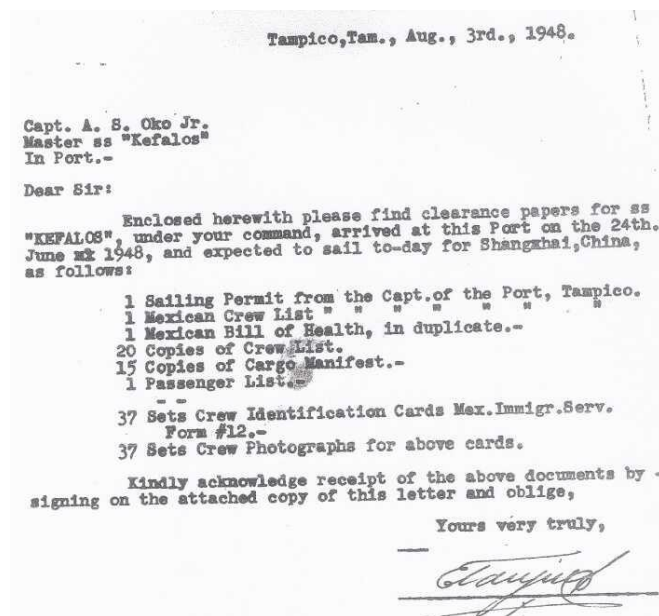 Tampico,Tam., Aug., 3rd., 1948.
Capt. A. S. Oko Jr.
Master ss "Kefalos"
In Port.-
Dear Sir:
Enclosed herewith please find clearance papers for ss
"KEFALOS", under your command, arrived at this Port on the 24th.
June 1948, and expected to sail to-day for Shangxhai,China,
as follows:
1 Sailing Permit from the Capt.of the Port, Tampico.
1 Mexican Crew List " " " " " "
1 Mexican Bill of Health, in duplicate.-
20 Copies of Crew List.
15 Copies of Cargo Manifest.-
1 Passenger List.-
- -
37 Sets Crew Identification Cards Mex.Immigr.Serv.
Form #12.-
37 Sets Crew Photographs for above cards.
Kindly acknowledge receipt of the above documents by
signing on the attached copy of this letter and oblige,
Yours very truly,